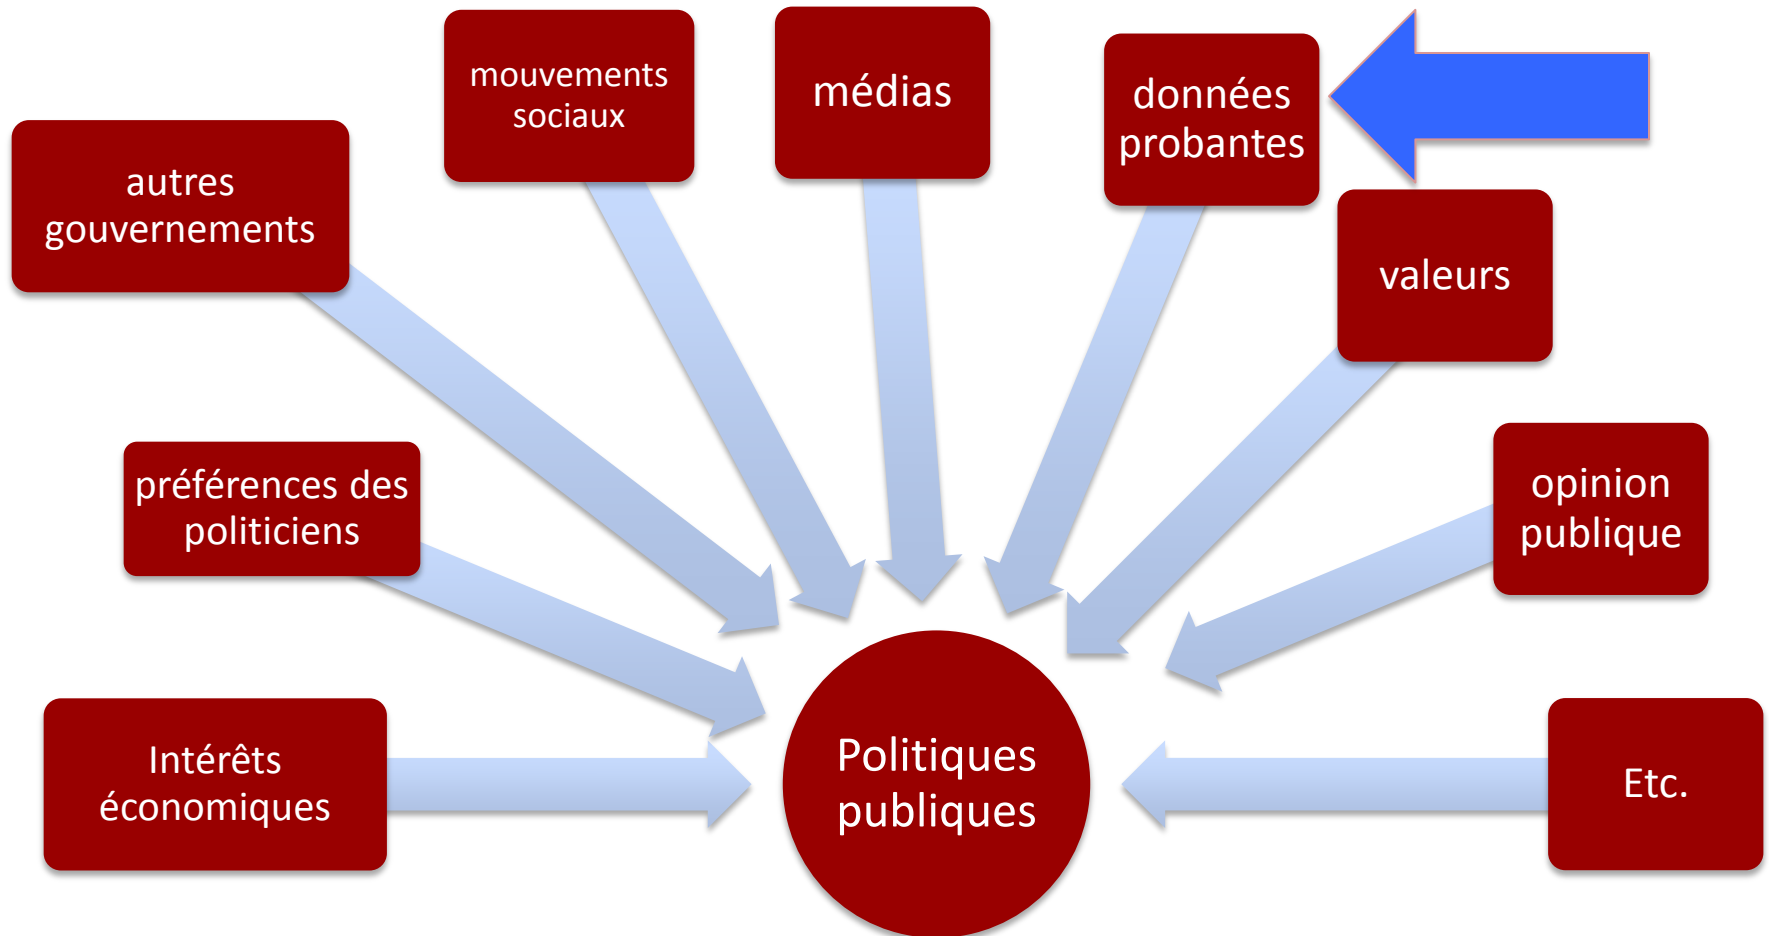 mouvements
sociaux
médias
données
probantes
autres
gouvernements
valeurs
préférences des
politiciens
opinion
publique
Intérêts
économiques
Politiques
publiques
Etc.